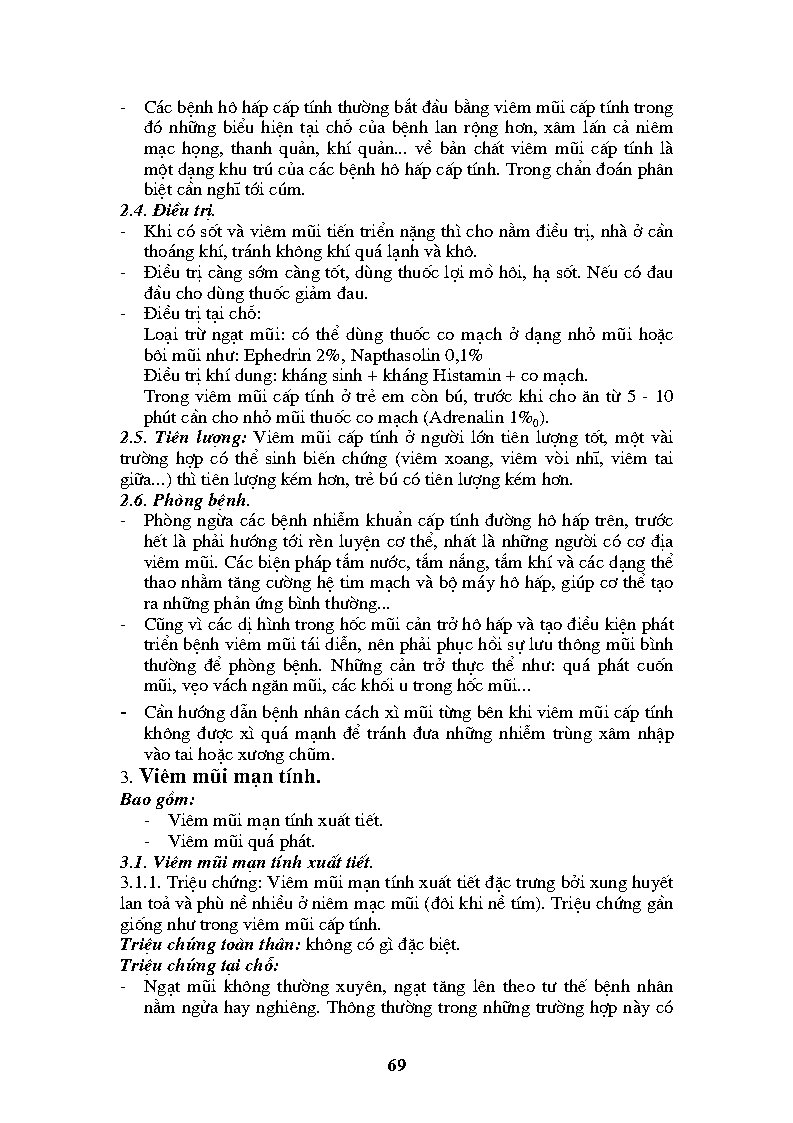 - Các bệnh hô hấp cấp tính thường bắt đầu bằng viêm mũi cấp tính trong
đó những biểu hiện tại chỗ của bệnh lan rộng hơn, xâm lấn cả niêm
mạc họng, thanh quản, khí quản... về bản chất viêm mũi cấp tính là
một dạng khu trú của các bệnh hô hấp cấp tính. Trong chẩn đoán phân
biệt cần nghĩ tới cúm.
2.4. Điều trị.
- Khi có sốt và viêm mũi tiến triển nặng thì cho nằm điều trị, nhà ở cần
thoáng khí, tránh không khí quá lạnh và khô.
- Điều trị càng sớm càng tốt, dùng thuốc lợi mồ hôi, hạ sốt. Nếu có đau
đầu cho dùng thuốc giảm đau.
- Điều trị tại chỗ:
Loại trừ ngạt mũi: có thể dùng thuốc co mạch ở dạng nhỏ mũi hoặc
bôi mũi như: Ephedrin 2%, Napthasolin 0,1%
Điều trị khí dung: kháng sinh + kháng Histamin + co mạch.
Trong viêm mũi cấp tính ở trẻ em còn bú, trước khi cho ăn từ 5 - 10
phút cần cho nhỏ mũi thuốc co mạch (Adrenalin 1%₀).
2.5. Tiên lượng: Viêm mũi cấp tính ở người lớn tiên lượng tốt, một vài
trường hợp có thể sinh biến chứng (viêm xoang, viêm vòi nhĩ, viêm tai
giữa...) thì tiên lượng kém hơn, trẻ bú có tiên lượng kém hơn.
2.6. Phòng bệnh.
- Phòng ngừa các bệnh nhiễm khuẩn cấp tính đường hô hấp trên, trước
hết là phải hướng tới rèn luyện cơ thể, nhất là những người có cơ địa
viêm mũi. Các biện pháp tắm nước, tắm nắng, tắm khí và các dạng thể
thao nhằm tăng cường hệ tim mạch và bộ máy hô hấp, giúp cơ thể tạo
ra những phản ứng bình thường...
- Cũng vì các dị hình trong hốc mũi cản trở hô hấp và tạo điều kiện phát
triển bệnh viêm mũi tái diễn, nên phải phục hồi sự lưu thông mũi bình
thường để phòng bệnh. Những cản trở thực thể như: quá phát cuốn
mũi, vẹo vách ngăn mũi, các khối u trong hốc mũi...
- Cần hướng dẫn bệnh nhân cách xì mũi từng bên khi viêm mũi cấp tính
không được xì quá mạnh để tránh đưa những nhiễm trùng xâm nhập
vào tai hoặc xương chũm.
3. Viêm mũi mạn tính.
Bao gồm:
- Viêm mũi mạn tính xuất tiết.
- Viêm mũi quá phát.
3.1. Viêm mũi mạn tính xuất tiết.
3.1.1. Triệu chứng: Viêm mũi mạn tính xuất tiết đặc trưng bởi xung huyết
lan toả và phù nề nhiều ở niêm mạc mũi (đôi khi nề tím). Triệu chứng gần
giống như trong viêm mũi cấp tính.
Triệu chứng toàn thân: không có gì đặc biệt.
Triệu chứng tại chỗ:
- Ngạt mũi không thường xuyên, ngạt tăng lên theo tư thế bệnh nhân
nằm ngửa hay nghiêng. Thông thường trong những trường hợp này có
69